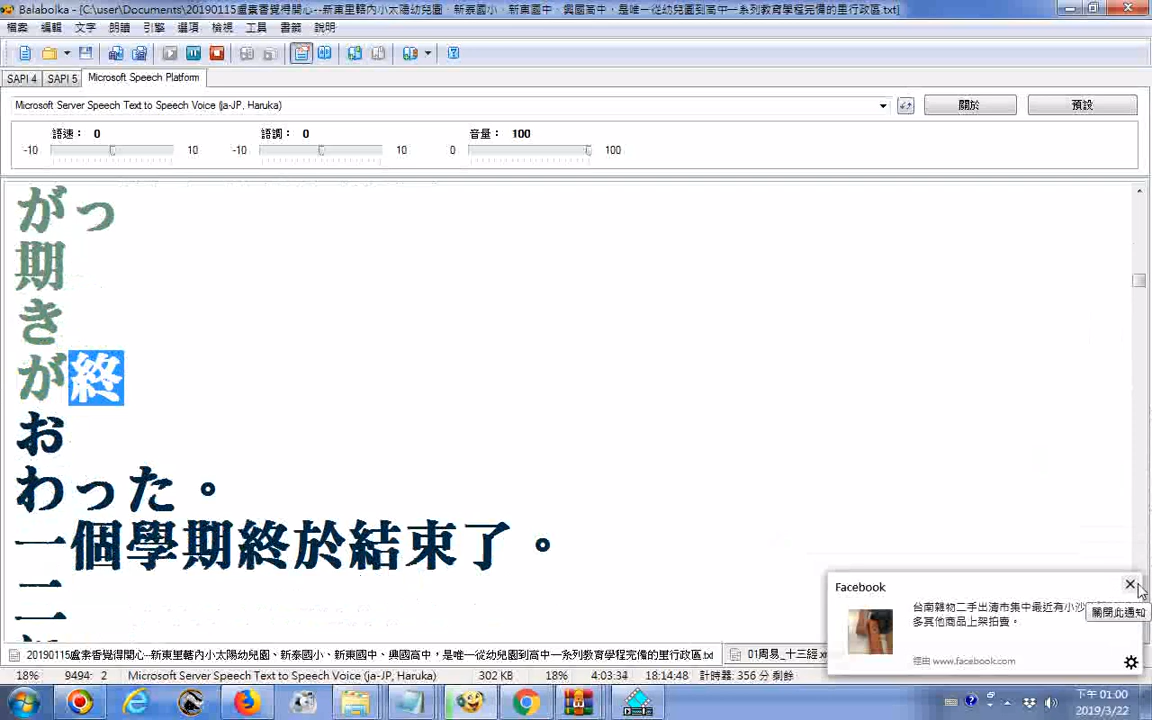 Balabolka - [C:\user\Documents\20190115盧素香覺得開心--新東里轄內小太陽幼兒園、新泰國小、新東國中、興國高中，是唯一從幼兒園到高中一系列教育學程完備的里行政區.txt]
檔案 編輯 文字 朗讀 引擎 選項 檢視 工具 書籤 說明
SAPI 4 SAPI 5 Microsoft Speech Platform
Microsoft Server Speech Text to Speech Voice (ja-JP, Haruka) 關於 預設
語速： 0 語調： 0 音量： 100
-10 10 -10 10 0 100
がっ
期
き
が終
お
わった。
一個學期終於結束了。
二
Facebook
台南雜物二手出清市集中最近有小沙
多其他商品上架拍賣。
關閉此通知
經由 www.facebook.com
20190115盧素香覺得開心--新東里轄內小太陽幼兒園、新泰國小、新東國中、興國高中，是唯一從幼兒園到高中一系列教育學程完備的里行政區.txt 01周易_十三經.
18% 9494: 2 Microsoft Server Speech Text to Speech Voice (ja-JP, Haruka) 302 KB 18% 4:03:34 18:14:48 計時器: 356 分 剩餘
下午 01:00
2019/3/22